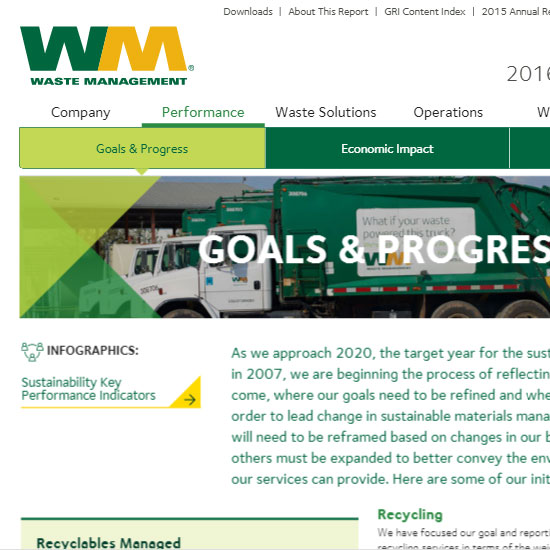 Downloads | About This Report | GRI Content Index | 2015 Annual
WM
WASTE MANAGEMENT
2016
Company Performance Waste Solutions Operations W
Goals & Progress Economic Impact
What if your waste
powered this truck?
GOALS & PROGRES
INFOGRAPHICS:
Sustainability Key
Performance Indicators
As we approach 2020, the target year for the sust
in 2007, we are beginning the process of reflectin
come, where our goals need to be refined and whe
order to lead change in sustainable materials mana
will need to be reframed based on changes in our b
others must be expanded to better convey the env
our services can provide. Here are some of our init
Recycling
We have focused our goal and reporti
recycling services in terms of the wei
Recyclables Managed